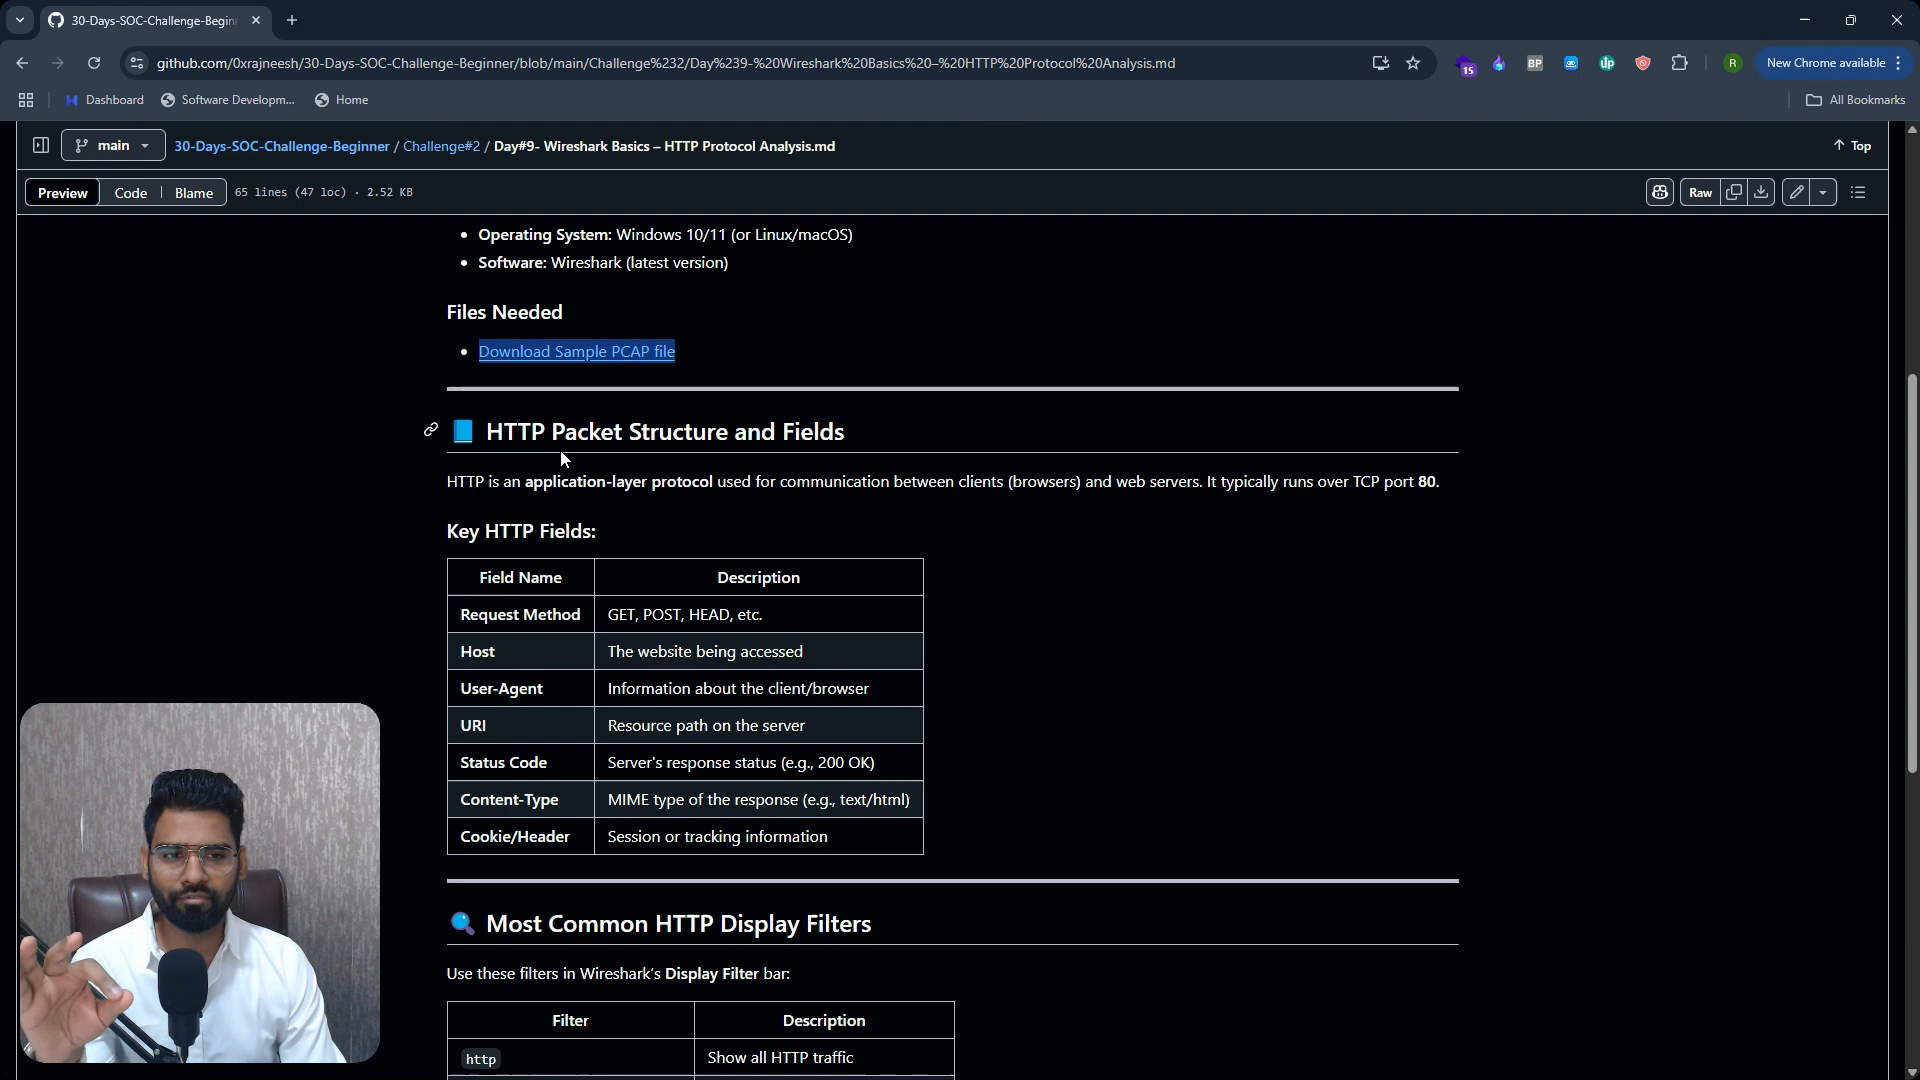 30-Days-SOC-Challenge-Begin
github.com/0xrajneesh/30-Days-SOC-Challenge-Beginner/blob/main/Challenge%232/Day%239-%20Wireshark%20Basics%20–%20HTTP%20Protocol%20Analysis.md
15
BP
up
R
New Chrome available
Dashboard
Software Developm...
Home
All Bookmarks
main
30-Days-SOC-Challenge-Beginner / Challenge#2 / Day#9- Wireshark Basics – HTTP Protocol Analysis.md
Top
Preview
Code
Blame
65 lines (47 loc) · 2.52 KB
Raw
Operating System: Windows 10/11 (or Linux/macOS)
Software: Wireshark (latest version)
Files Needed
Download Sample PCAP file
HTTP Packet Structure and Fields
HTTP is an application-layer protocol used for communication between clients (browsers) and web servers. It typically runs over TCP port 80.
Key HTTP Fields:
Field Name Description
Request Method GET, POST, HEAD, etc.
Host The website being accessed
User-Agent Information about the client/browser
URI Resource path on the server
Status Code Server's response status (e.g., 200 OK)
Content-Type MIME type of the response (e.g., text/html)
Cookie/Header Session or tracking information
Most Common HTTP Display Filters
Use these filters in Wireshark's Display Filter bar:
Filter Description
http Show all HTTP traffic